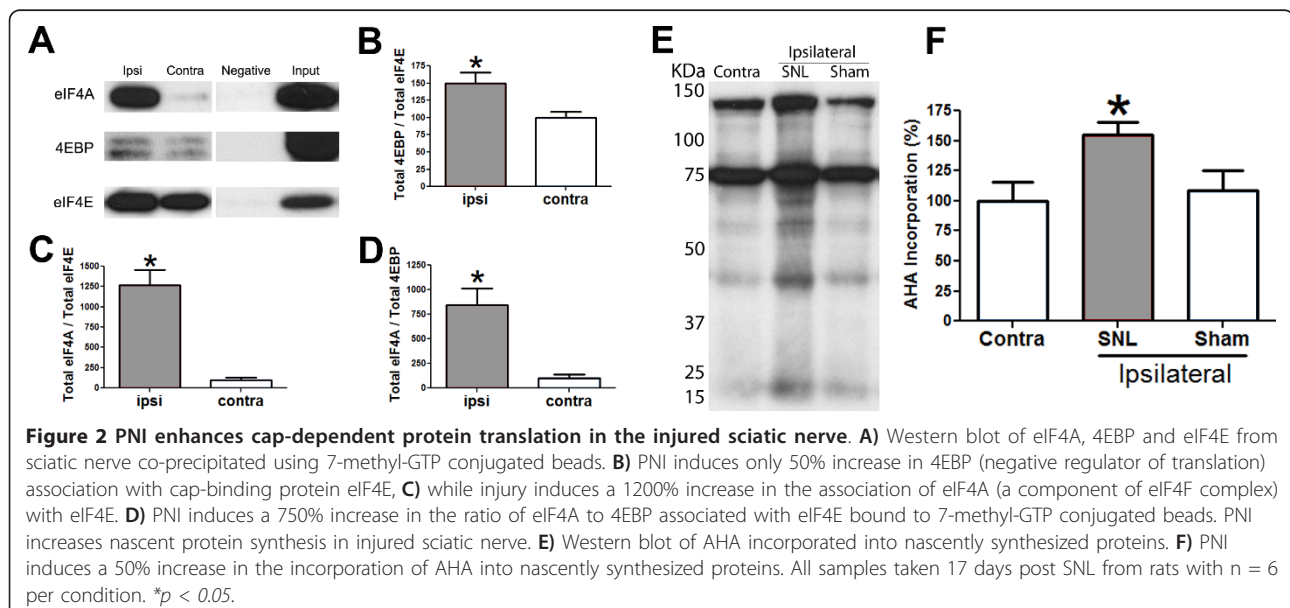 A
Ipsi Contra Negative Input
eIF4A
4EBP
eIF4E
B
Total 4EBP / Total eIF4E
175
150
125
100
75
50
25
0
*
ipsi contra
C
Total eIF4A / Total eIF4E
1500
1250
1000
750
500
250
0
*
ipsi contra
D
Total eIF4A / Total 4EBP
1250
1000
750
500
250
0
*
ipsi contra
E
Ipsilateral
KDa Contra SNL Sham
150
100
75
50
37
25
15
F
AHA Incorporation (%)
175
150
125
100
75
50
25
0
*
Contra SNL Sham
Ipsilateral
Figure 2 PNI enhances cap-dependent protein translation in the injured sciatic nerve. A) Western blot of eIF4A, 4EBP and eIF4E from
sciatic nerve co-precipitated using 7-methyl-GTP conjugated beads. B) PNI induces only 50% increase in 4EBP (negative regulator of translation)
association with cap-binding protein eIF4E, C) while injury induces a 1200% increase in the association of eIF4A (a component of eIF4F complex)
with eIF4E. D) PNI induces a 750% increase in the ratio of eIF4A to 4EBP associated with eIF4E bound to 7-methyl-GTP conjugated beads. PNI
increases nascent protein synthesis in injured sciatic nerve. E) Western blot of AHA incorporated into nascently synthesized proteins. F) PNI
induces a 50% increase in the incorporation of AHA into nascently synthesized proteins. All samples taken 17 days post SNL from rats with n = 6
per condition. *p < 0.05.